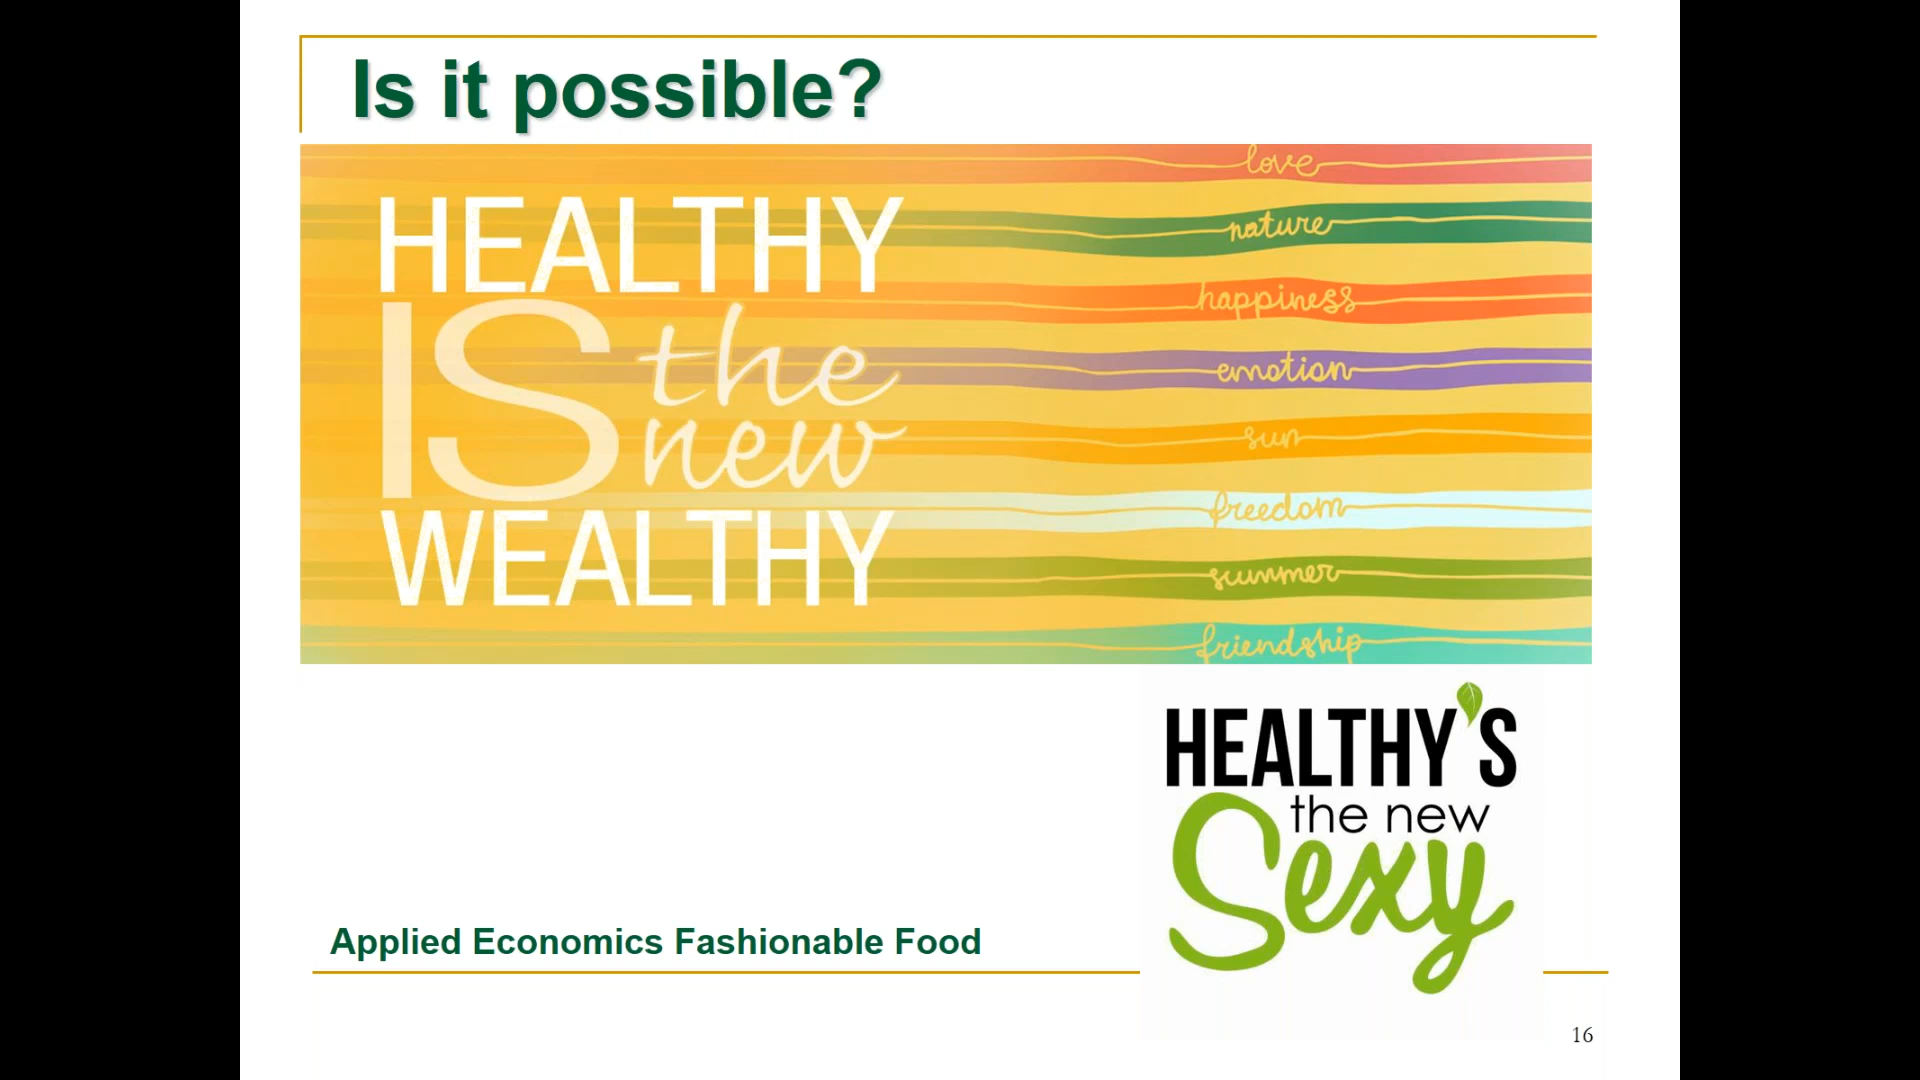 Is it possible?
HEALTHY
IS the
new
WEALTHY
love
nature
happiness
emotion
sun
freedom
summer
friendship
HEALTHY'S
the new
Sexy
Applied Economics Fashionable Food
16